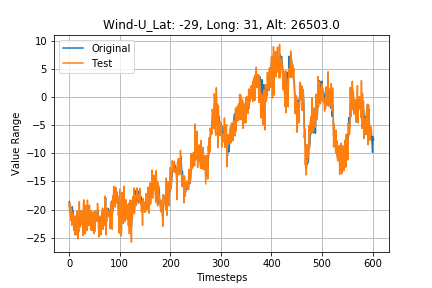 Wind-U_Lat: -29, Long: 31, Alt: 26503.0
Original
Test
Value Range
10
5
0
−5
−10
−15
−20
−25
0 100 200 300 400 500 600
Timesteps